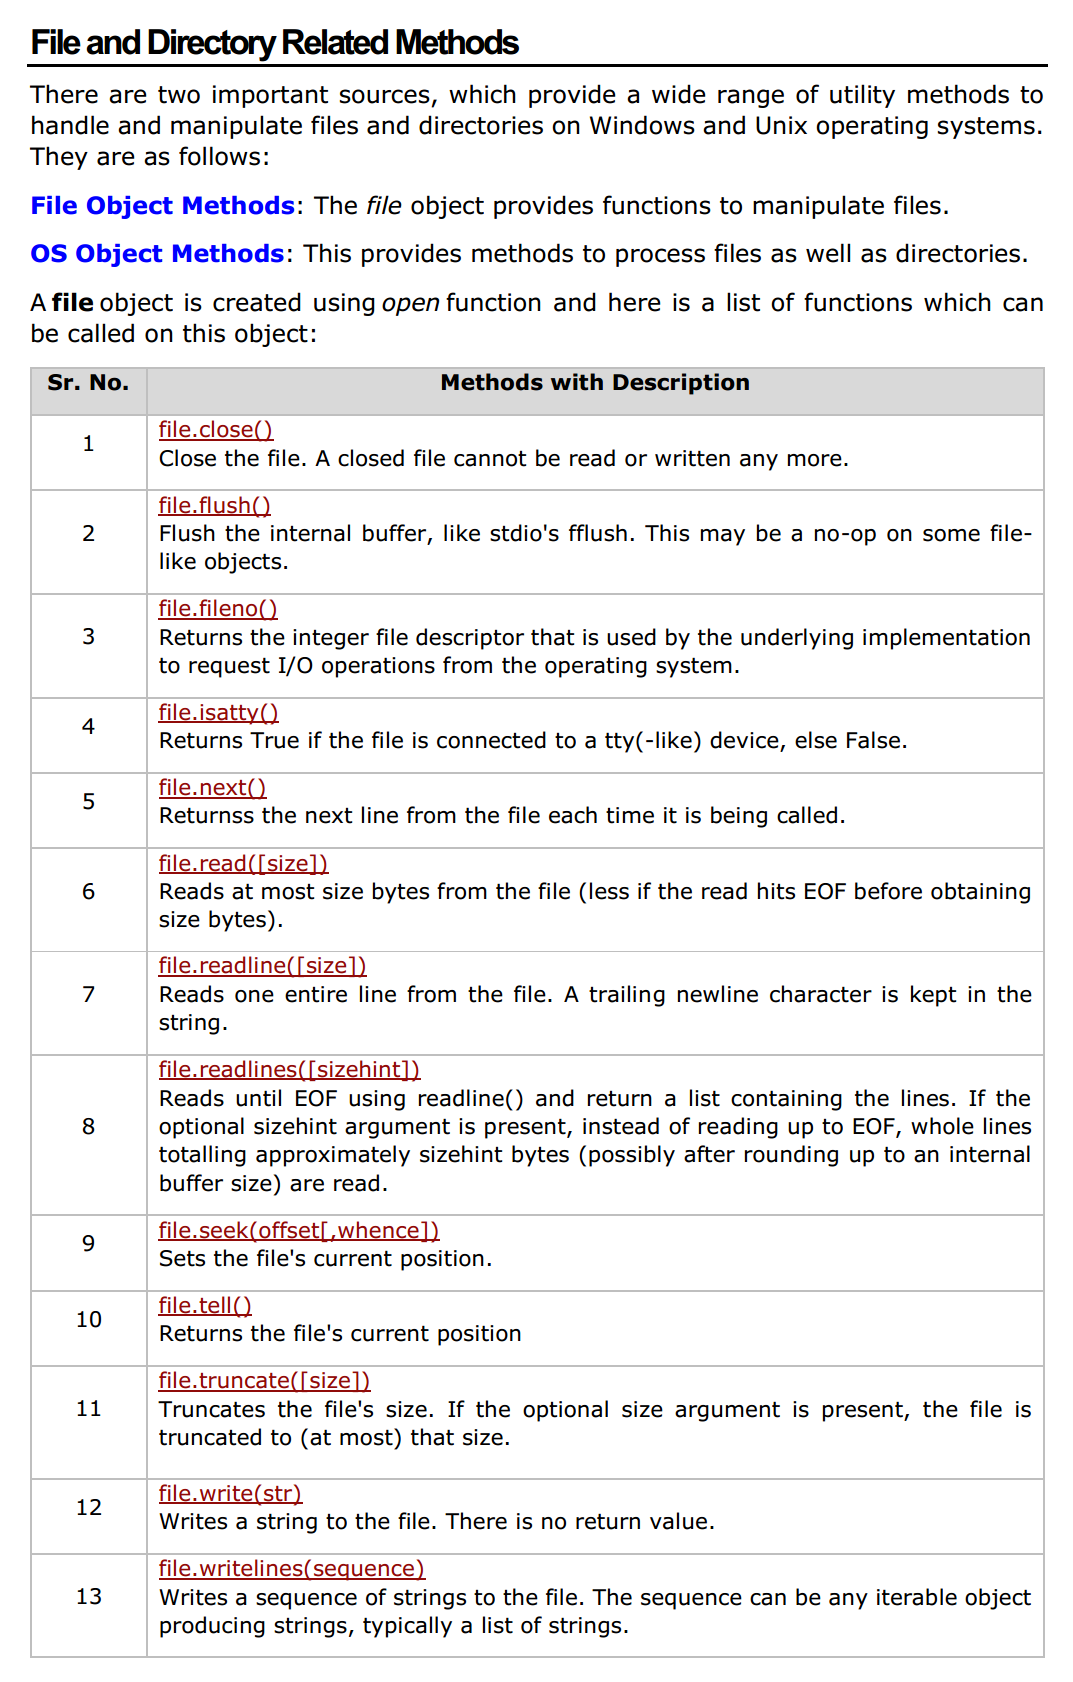 File and Directory Related Methods
There are two important sources, which provide a wide range of utility methods to
handle and manipulate files and directories on Windows and Unix operating systems.
They are as follows:
File Object Methods: The file object provides functions to manipulate files.
OS Object Methods: This provides methods to process files as well as directories.
A file object is created using open function and here is a list of functions which can
be called on this object:
Sr. No. Methods with Description
1
file.close()
Close the file. A closed file cannot be read or written any more.
2
file.flush()
Flush the internal buffer, like stdio's fflush. This may be a no-op on some file-
like objects.
3
file.fileno()
Returns the integer file descriptor that is used by the underlying implementation
to request I/O operations from the operating system.
4
file.isatty()
Returns True if the file is connected to a tty(-like) device, else False.
5
file.next()
Returnss the next line from the file each time it is being called.
6
file.read([size])
Reads at most size bytes from the file (less if the read hits EOF before obtaining
size bytes).
7
file.readline([size])
Reads one entire line from the file. A trailing newline character is kept in the
string.
8
file.readlines([sizehint])
Reads until EOF using readline() and return a list containing the lines. If the
optional sizehint argument is present, instead of reading up to EOF, whole lines
totalling approximately sizehint bytes (possibly after rounding up to an internal
buffer size) are read.
9
file.seek(offset[,whence])
Sets the file's current position.
10
file.tell()
Returns the file's current position
11
file.truncate([size])
Truncates the file's size. If the optional size argument is present, the file is
truncated to (at most) that size.
12
file.write(str)
Writes a string to the file. There is no return value.
13
file.writelines(sequence)
Writes a sequence of strings to the file. The sequence can be any iterable object
producing strings, typically a list of strings.